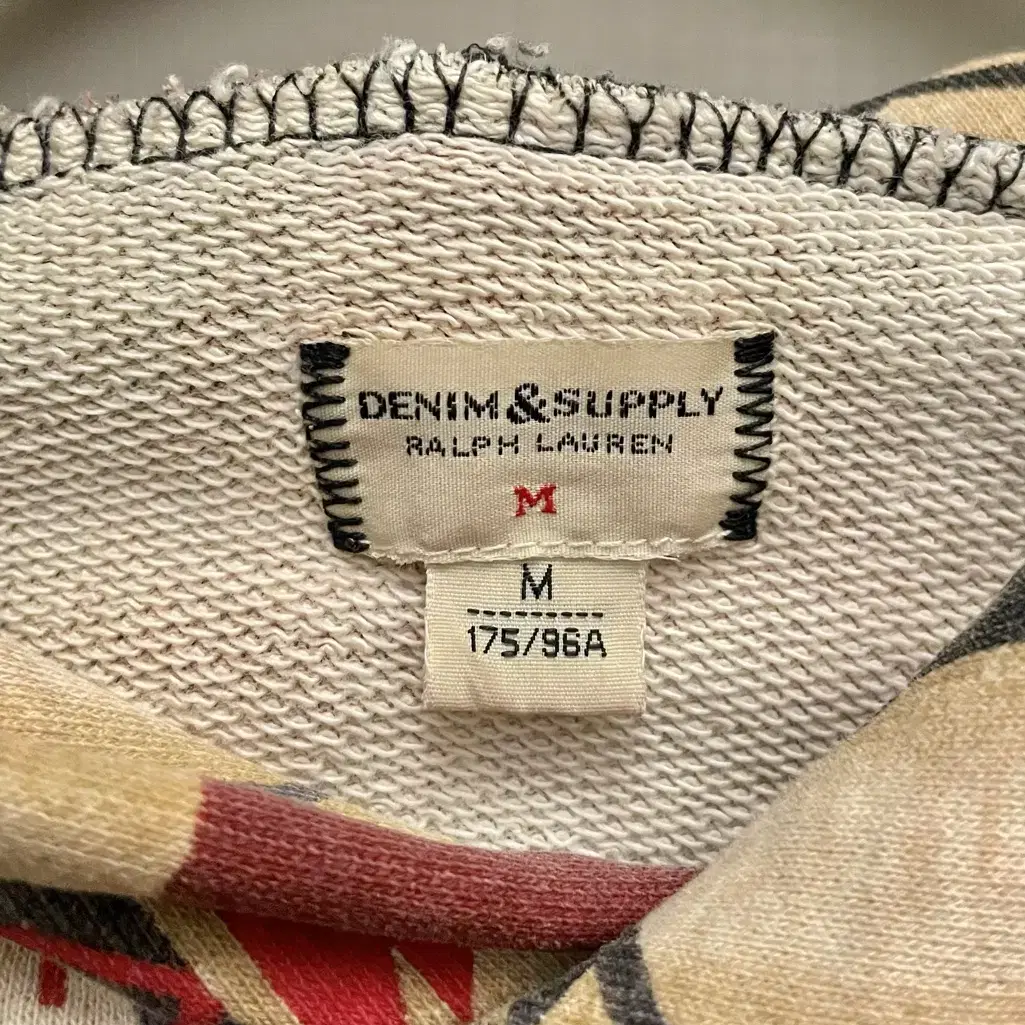 DENIM & SUPPLY
RALPH LAUREN
M
M
175/96A